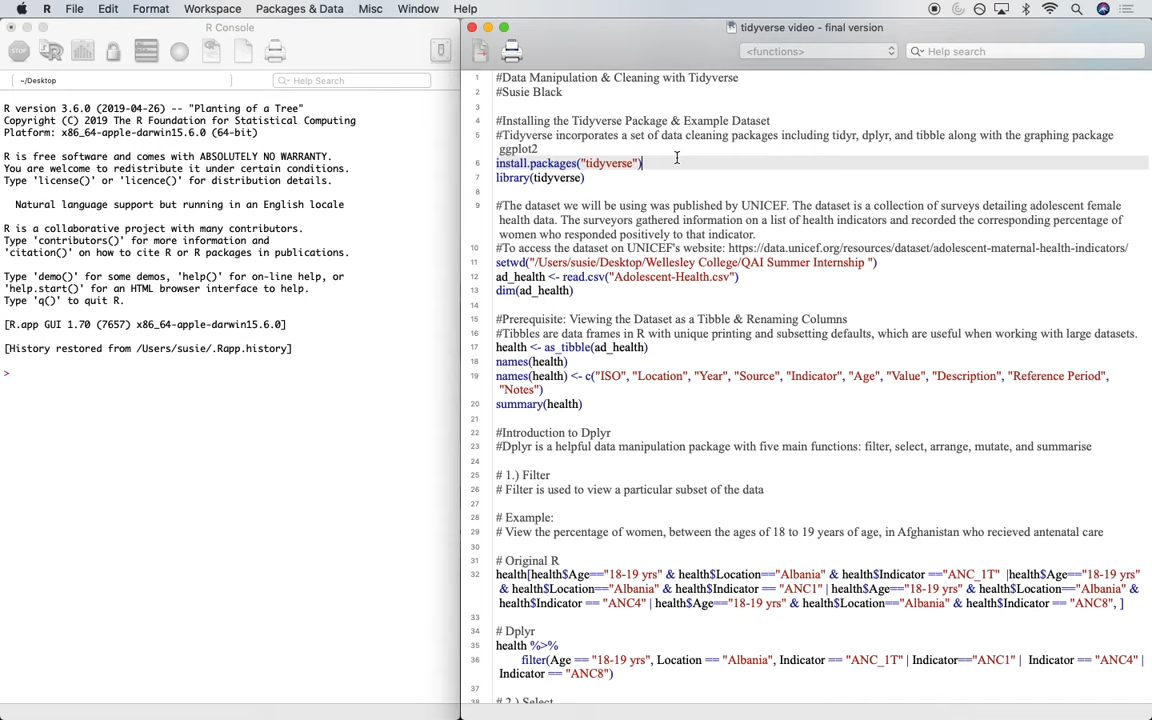 R File Edit Format Workspace Packages & Data Misc Window Help
R Console
STOP
~/Desktop
Help Search
R version 3.6.0 (2019-04-26) -- "Planting of a Tree"
Copyright (C) 2019 The R Foundation for Statistical Computing
Platform: x86_64-apple-darwin15.6.0 (64-bit)
R is free software and comes with ABSOLUTELY NO WARRANTY.
You are welcome to redistribute it under certain conditions.
Type 'license()' or 'licence()' for distribution details.
Natural language support but running in an English locale
R is a collaborative project with many contributors.
Type 'contributors()' for more information and
'citation()' on how to cite R or R packages in publications.
Type 'demo()' for some demos, 'help()' for on-line help, or
'help.start()' for an HTML browser interface to help.
Type 'q()' to quit R.
[R.app GUI 1.70 (7657) x86_64-apple-darwin15.6.0]
[History restored from /Users/susie/.Rapp.history]
>
tidyverse video - final version
<functions>
Help search
1 #Data Manipulation & Cleaning with Tidyverse
2 #Susie Black
3
4 #Installing the Tidyverse Package & Example Dataset
5 #Tidyverse incorporates a set of data cleaning packages including tidyr, dplyr, and tibble along with the graphing package
ggplot2
6 install.packages("tidyverse")
7 library(tidyverse)
8
9 #The dataset we will be using was published by UNICEF. The dataset is a collection of surveys detailing adolescent female
health data. The surveyors gathered information on a list of health indicators and recorded the corresponding percentage of
women who responded positively to that indicator.
10 #To access the dataset on UNICEF's website: https://data.unicef.org/resources/dataset/adolescent-maternal-health-indicators/
11 setwd("/Users/susie/Desktop/Wellesley College/QAI Summer Internship ")
12 ad_health <- read.csv("Adolescent-Health.csv")
13 dim(ad_health)
14
15 #Prerequisite: Viewing the Dataset as a Tibble & Renaming Columns
16 #Tibbles are data frames in R with unique printing and subsetting defaults, which are useful when working with large datasets.
17 health <- as_tibble(ad_health)
18 names(health)
19 names(health) <- c("ISO", "Location", "Year", "Source", "Indicator", "Age", "Value", "Description", "Reference Period",
"Notes")
20 summary(health)
21
22 #Introduction to Dplyr
23 #Dplyr is a helpful data manipulation package with five main functions: filter, select, arrange, mutate, and summarise
24
25 # 1.) Filter
26 # Filter is used to view a particular subset of the data
27
28 # Example:
29 # View the percentage of women, between the ages of 18 to 19 years of age, in Afghanistan who recieved antenatal care
30
31 # Original R
32 health[health$Age=="18-19 yrs" & health$Location=="Albania" & health$Indicator =="ANC_1T" |health$Age=="18-19 yrs"
& health$Location=="Albania" & health$Indicator == "ANC1" | health$Age=="18-19 yrs" & health$Location=="Albania" &
health$Indicator == "ANC4" | health$Age=="18-19 yrs" & health$Location=="Albania" & health$Indicator == "ANC8", ]
33
34 # Dplyr
35 health %>%
36 filter(Age == "18-19 yrs", Location == "Albania", Indicator == "ANC_1T" | Indicator=="ANC1" | Indicator == "ANC4" |
Indicator == "ANC8")
37
38 # 2.) Select